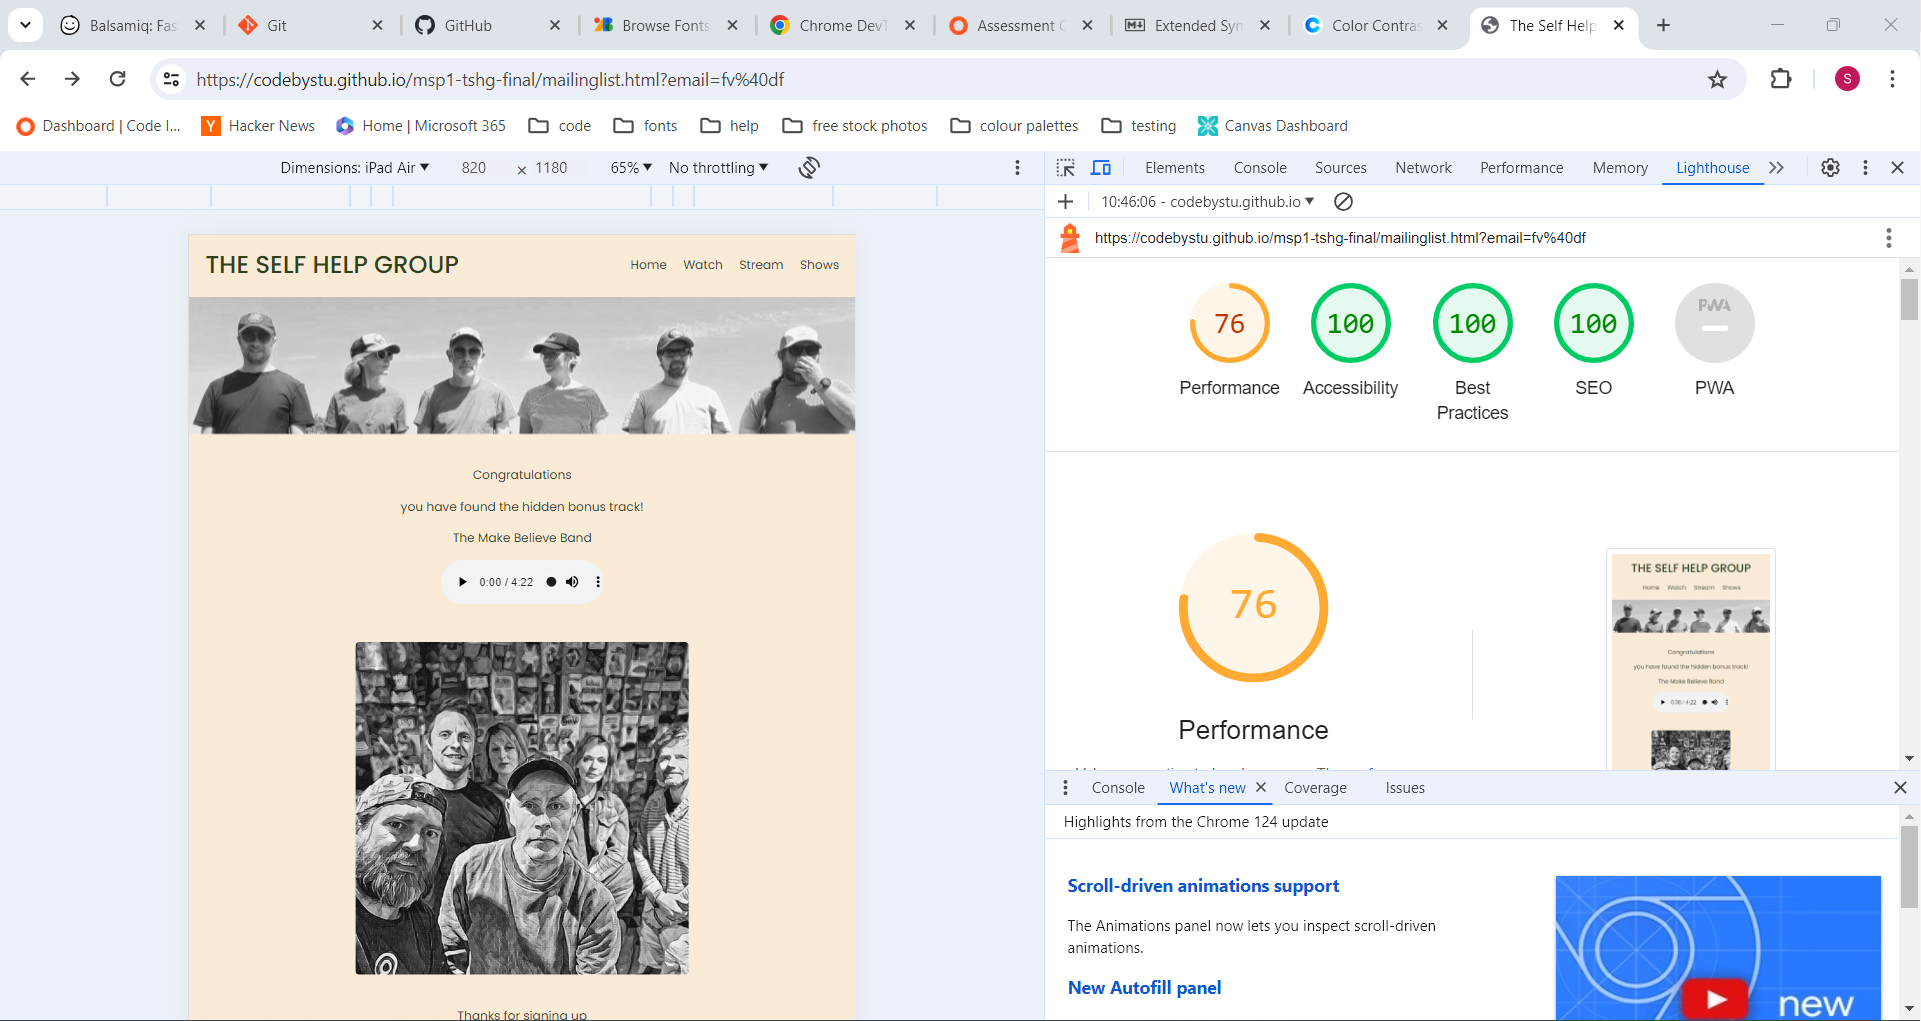 Balsamiq: Fas
Git
GitHub
Browse Fonts
Chrome DevT
Assessment G
Extended Syn
Color Contras
The Self Help
https://codebystu.github.io/msp1-tshg-final/mailinglist.html?email=fv%40df
S
Dashboard | Code I...
Hacker News
Home | Microsoft 365
code
fonts
help
free stock photos
colour palettes
testing
Canvas Dashboard
Dimensions: iPad Air 820 × 1180 65% No throttling
Elements Console Sources Network Performance Memory Lighthouse
10:46:06 - codebystu.github.io
https://codebystu.github.io/msp1-tshg-final/mailinglist.html?email=fv%40df
THE SELF HELP GROUP
Home Watch Stream Shows
Congratulations
you have found the hidden bonus track!
The Make Believe Band
0:00 / 4:22
Thanks for signing up
76 100 100 100 PWA
Performance Accessibility Best Practices SEO PWA
76
Performance
THE SELF HELP GROUP
Home Watch Stream Shows
Congratulations
you have found the hidden bonus track!
The Make Believe Band
0:00 / 4:22
Console What's new Coverage Issues
Highlights from the Chrome 124 update
Scroll-driven animations support
The Animations panel now lets you inspect scroll-driven
animations.
New Autofill panel
new